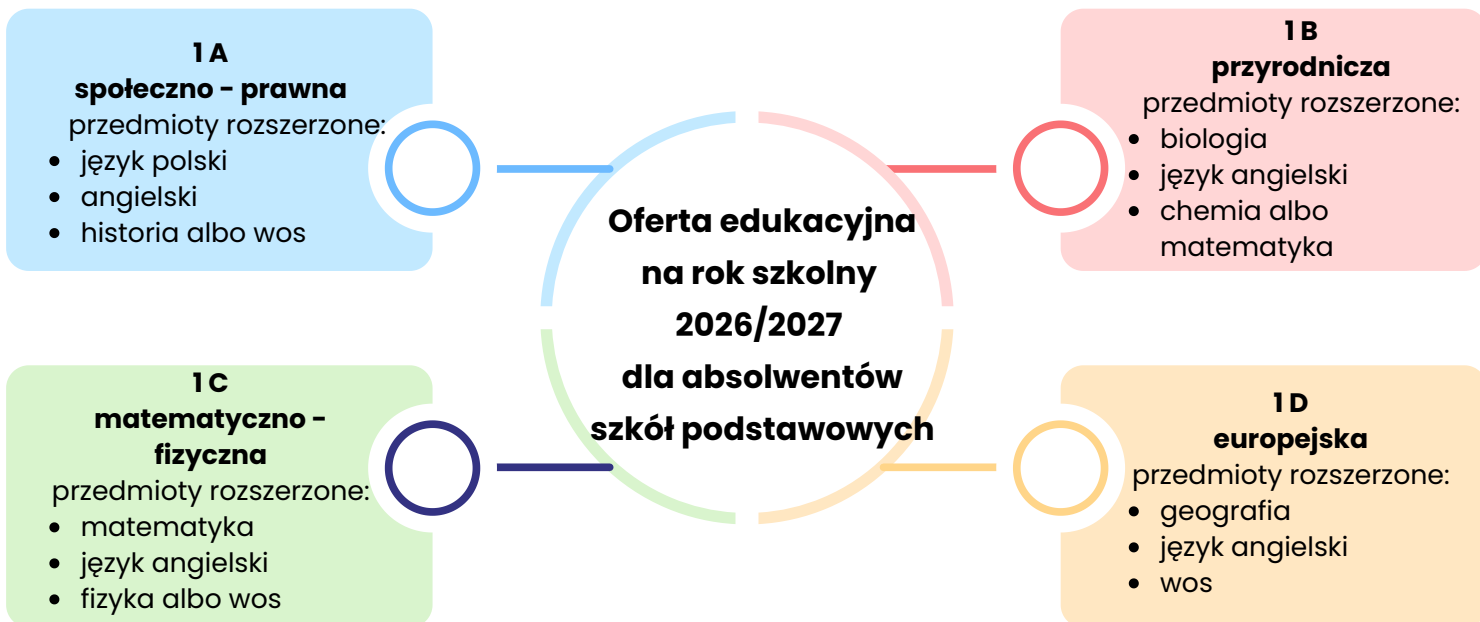 1 A
społeczno - prawna
przedmioty rozszerzone:
• język polski
• angielski
• historia albo wos
1 B
przyrodnicza
przedmioty rozszerzone:
• biologia
• język angielski
• chemia albo
matematyka
Oferta edukacyjna
na rok szkolny
2026/2027
dla absolwentów
szkół podstawowych
1 C
matematyczno -
fizyczna
przedmioty rozszerzone:
• matematyka
• język angielski
• fizyka albo wos
1 D
europejska
przedmioty rozszerzone:
• geografia
• język angielski
• wos